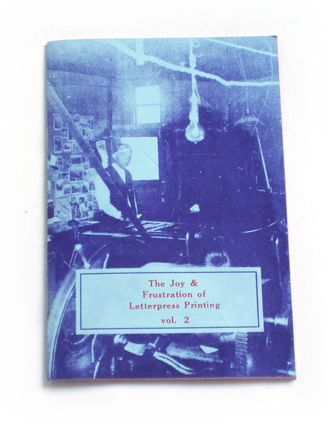 The Joy &
Frustration of
Letterpress Printing
vol. 2